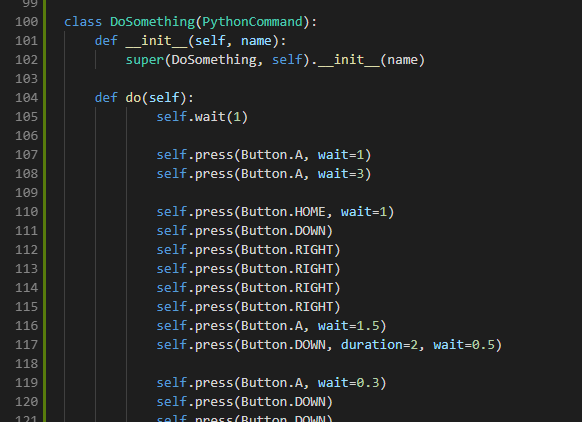 99
100 class DoSomething(PythonCommand):
101     def __init__(self, name):
102         super(DoSomething, self).__init__(name)
103
104     def do(self):
105             self.wait(1)
106
107             self.press(Button.A, wait=1)
108             self.press(Button.A, wait=3)
109
110             self.press(Button.HOME, wait=1)
111             self.press(Button.DOWN)
112             self.press(Button.RIGHT)
113             self.press(Button.RIGHT)
114             self.press(Button.RIGHT)
115             self.press(Button.RIGHT)
116             self.press(Button.A, wait=1.5)
117             self.press(Button.DOWN, duration=2, wait=0.5)
118
119             self.press(Button.A, wait=0.3)
120             self.press(Button.DOWN)
121             self.press(Button.DOWN)